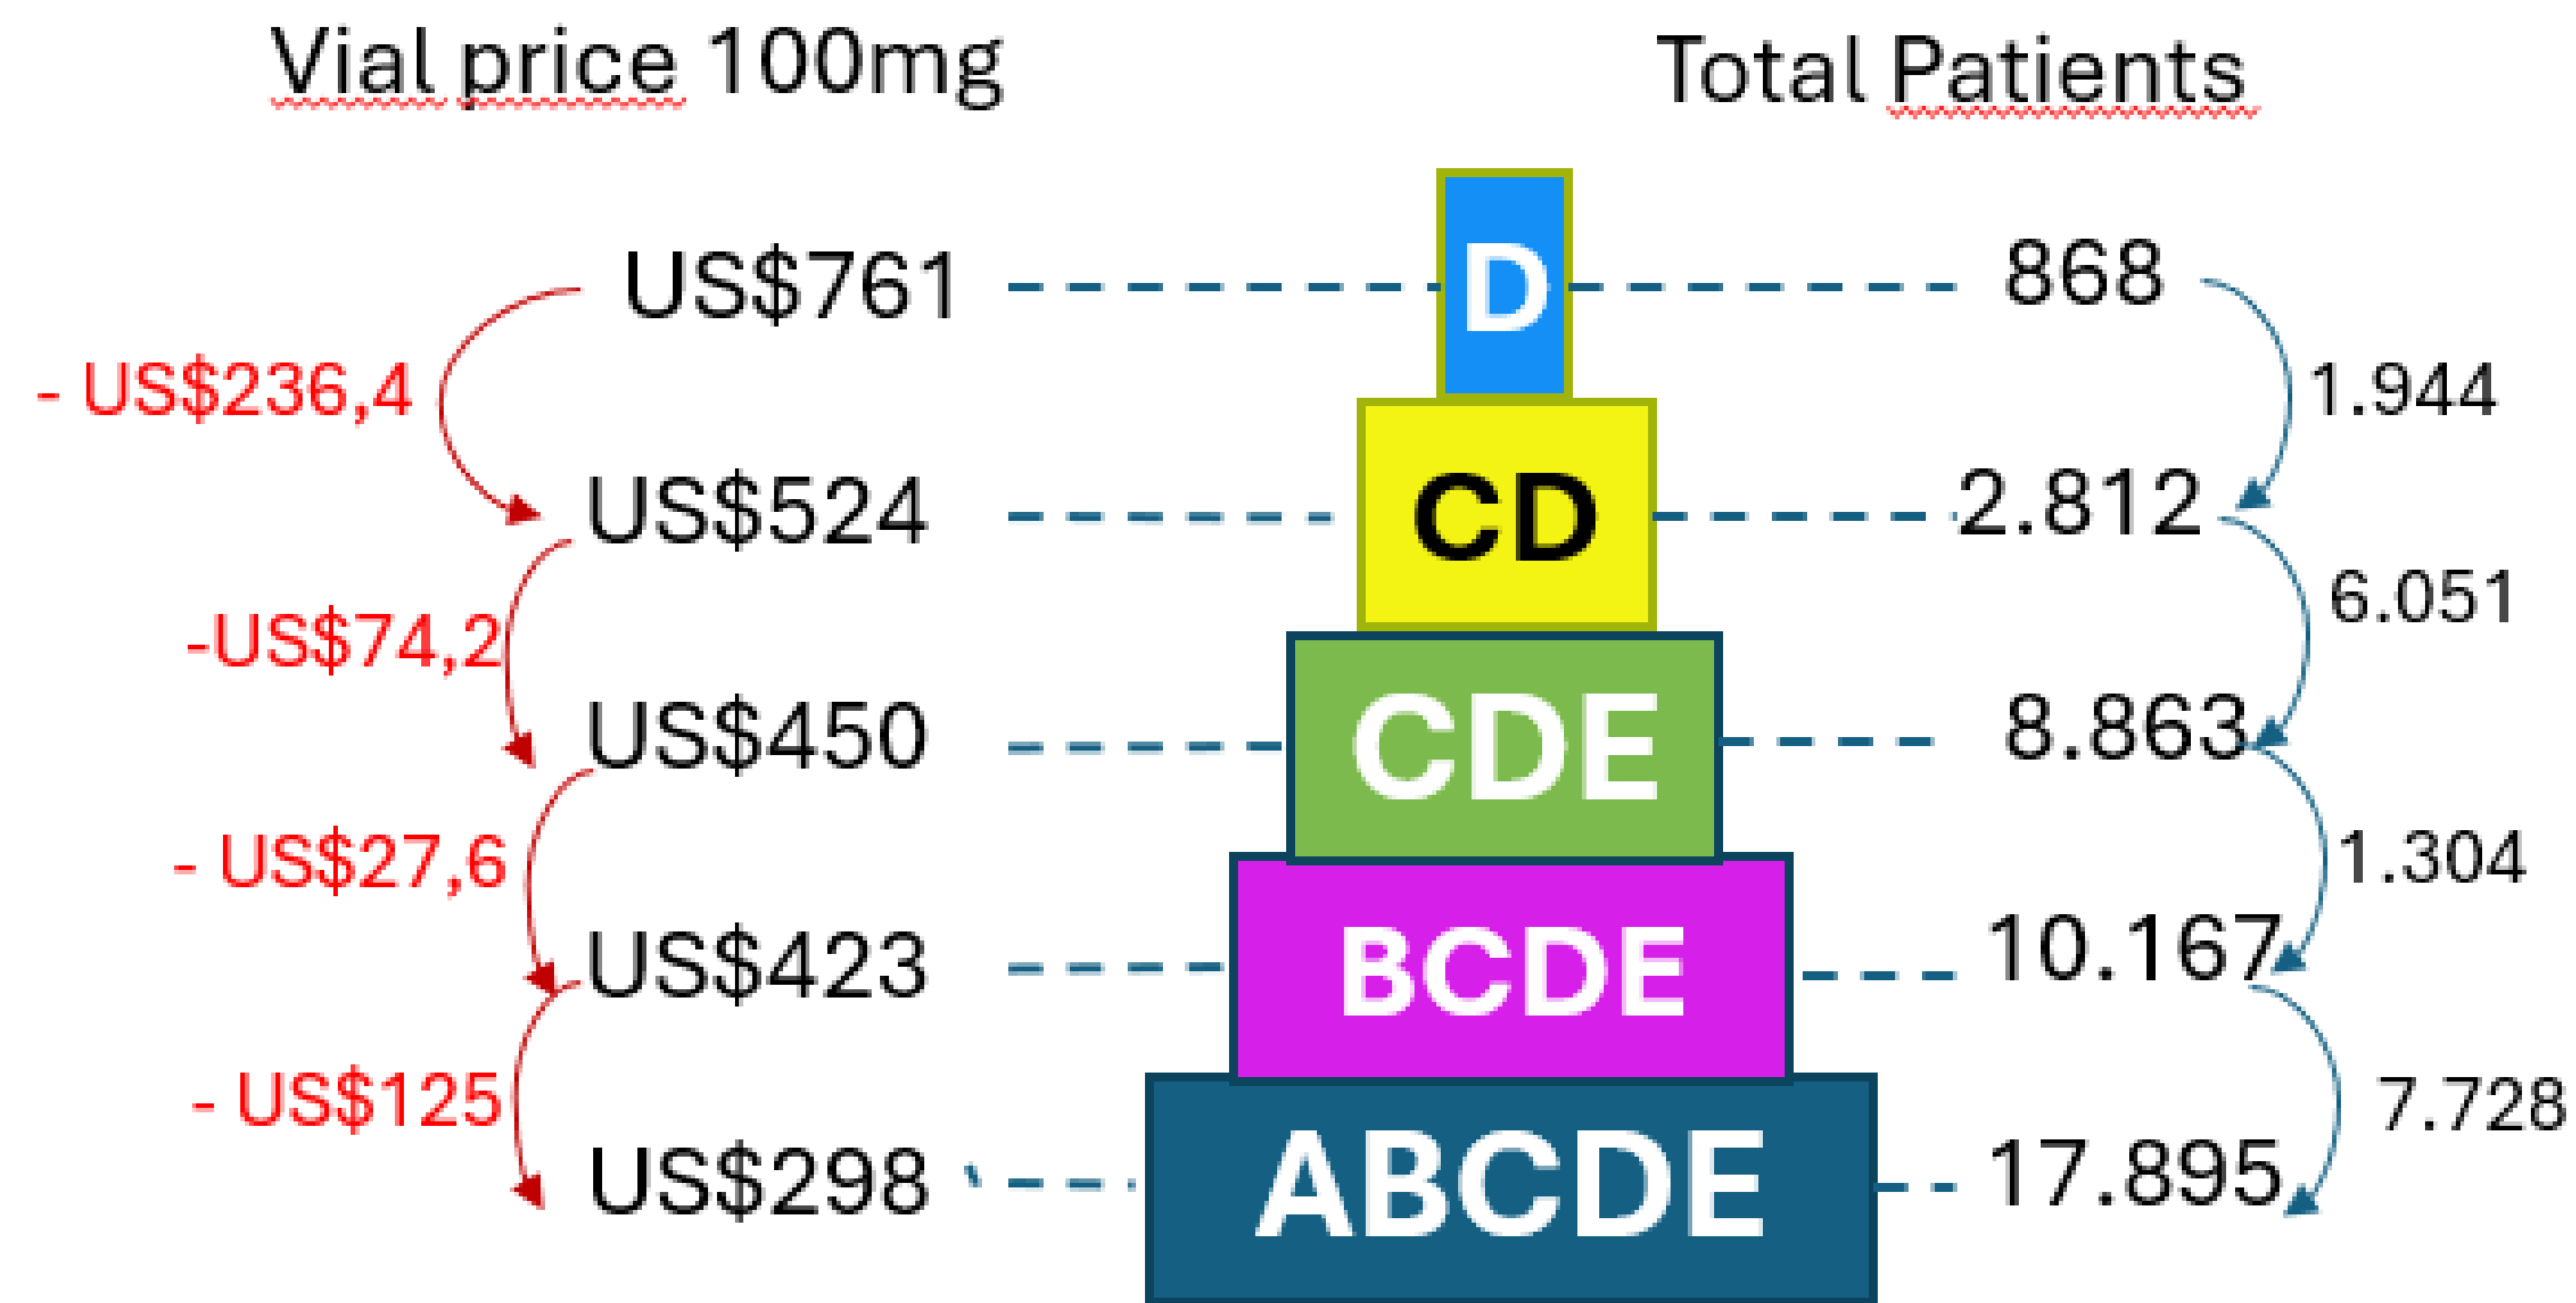 Vial price 100mg
Total Patients
US$761
D
868
- US$236,4
1.944
US$524
CD
2.812
-US$74,2
6.051
US$450
CDE
8.863
- US$27,6
1.304
US$423
BCDE
10.167
- US$125
7.728
US$298
ABCDE
17.895